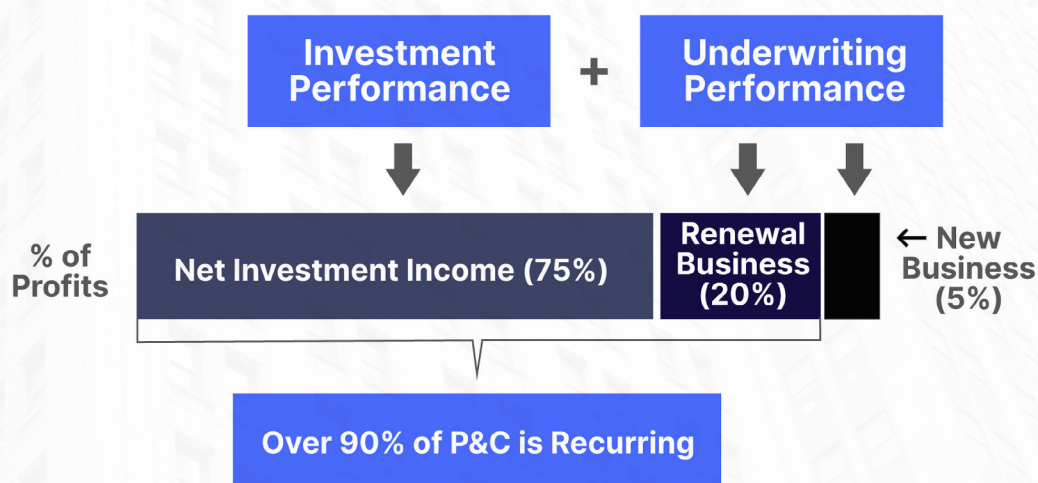 Investment
Performance
+
Underwriting
Performance
% of
Profits
Net Investment Income (75%)
Renewal
Business
(20%)
← New
Business
(5%)
Over 90% of P&C is Recurring